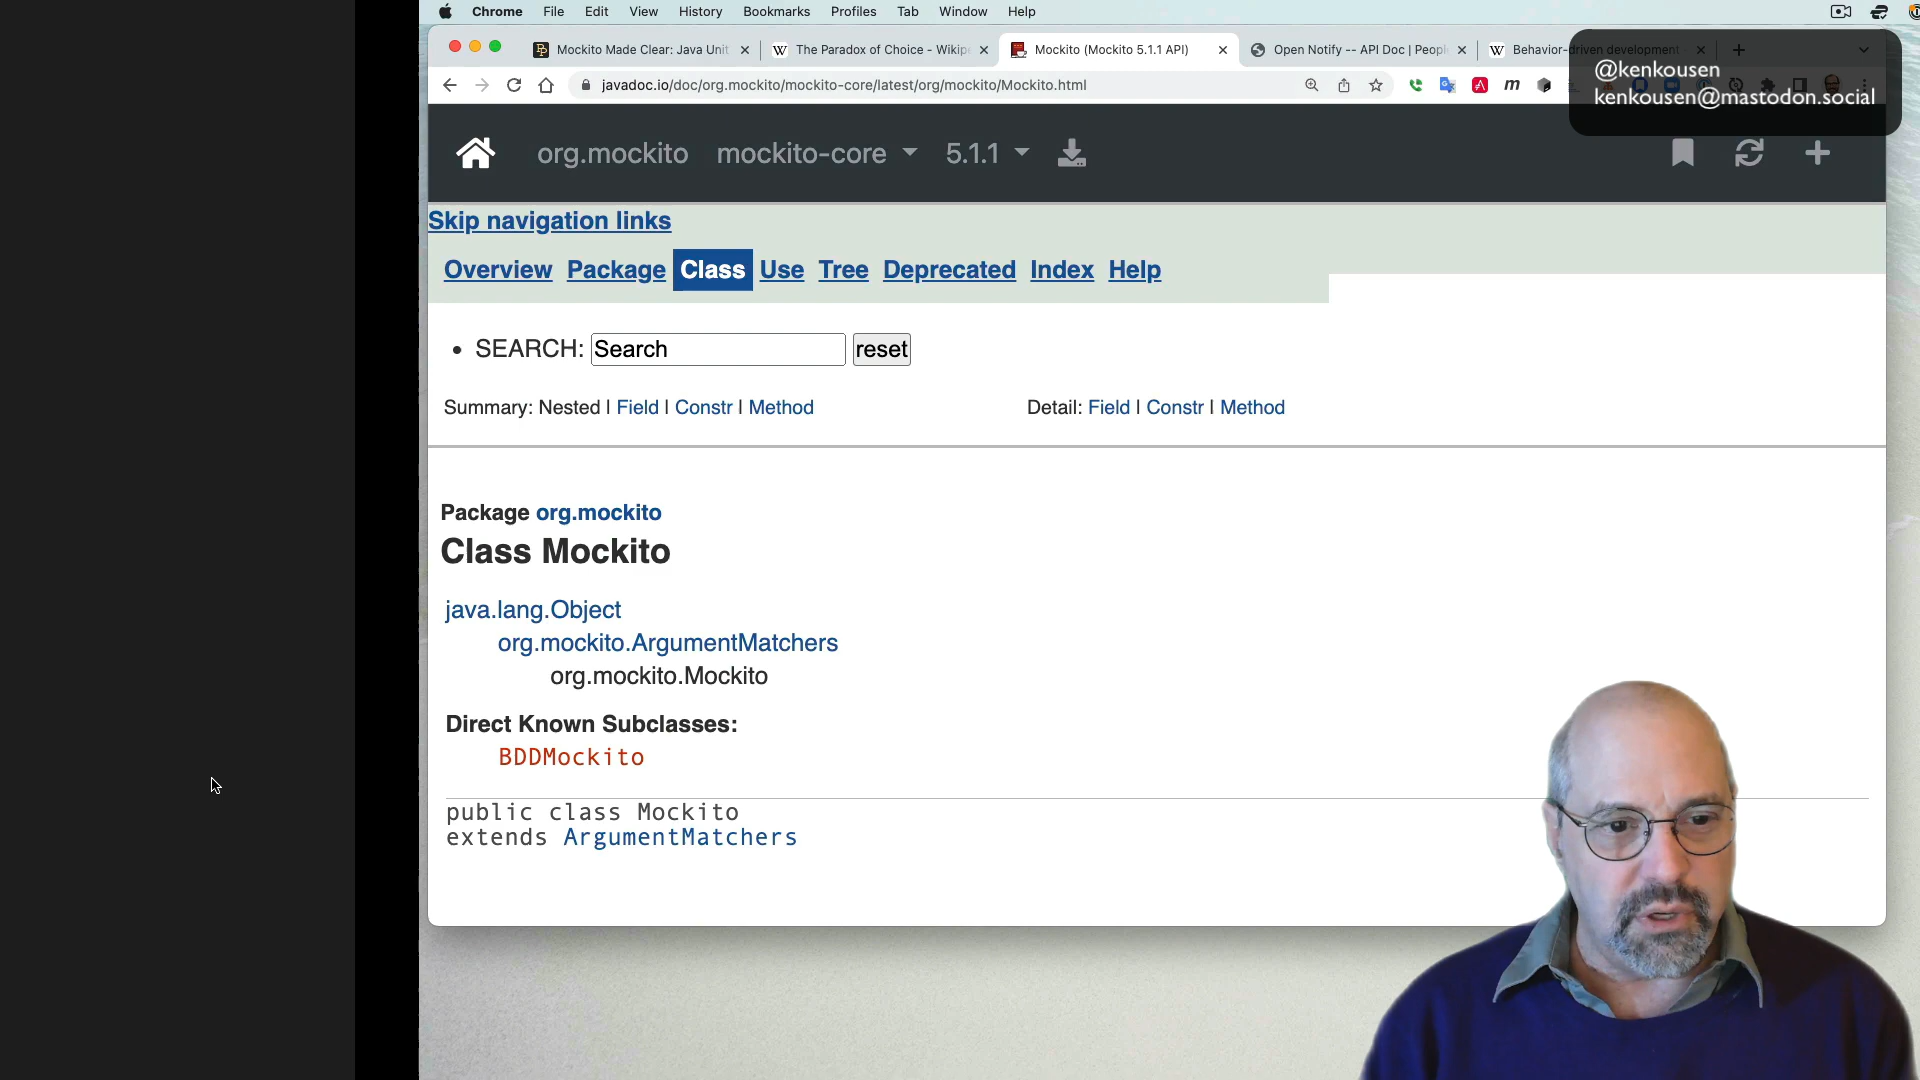 Chrome File Edit View History Bookmarks Profiles Tab Window Help
Mockito Made Clear: Java Unit
The Paradox of Choice - Wikip
Mockito (Mockito 5.1.1 API)
Open Notify -- API Doc | Peopl
Behavior-driven development
javadoc.io/doc/org.mockito/mockito-core/latest/org/mockito/Mockito.html
@kenkousen
kenkousen@mastodon.social
org.mockito mockito-core 5.1.1
Skip navigation links
Overview Package Class Use Tree Deprecated Index Help
• SEARCH: Search reset
Summary: Nested | Field | Constr | Method Detail: Field | Constr | Method
Package org.mockito
Class Mockito
java.lang.Object
org.mockito.ArgumentMatchers
org.mockito.Mockito
Direct Known Subclasses:
BDDMockito
public class Mockito
extends ArgumentMatchers